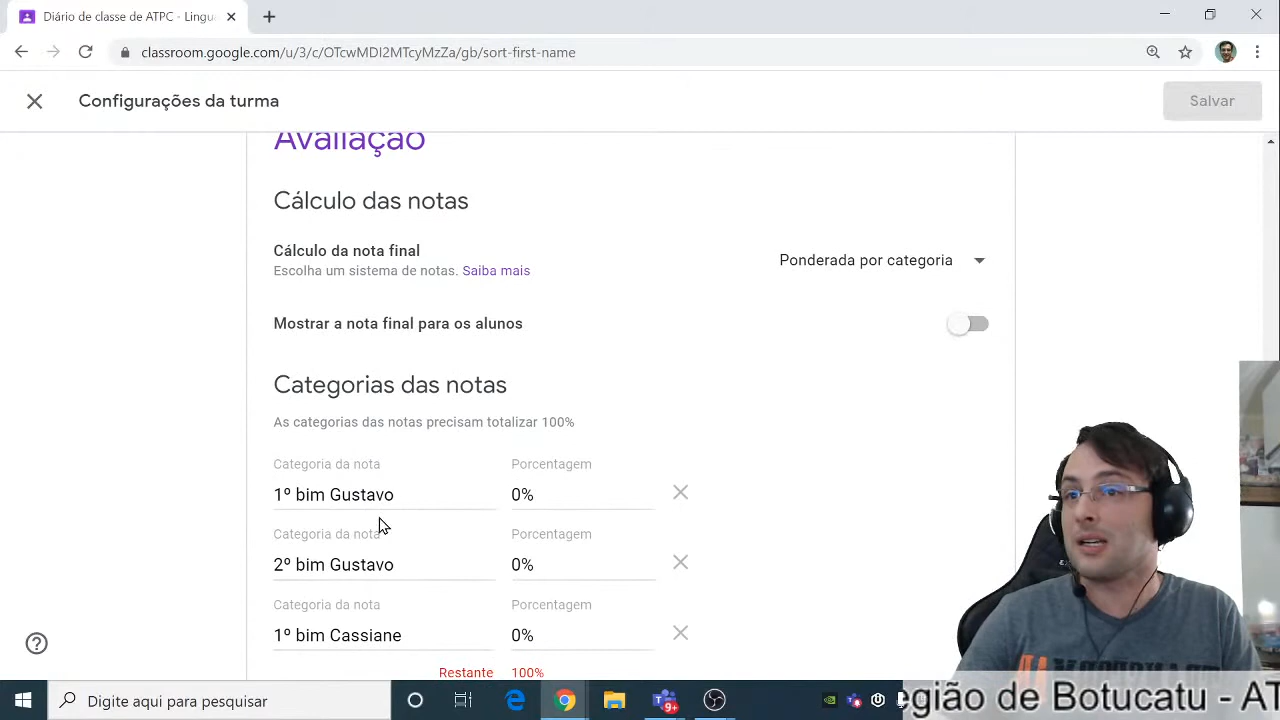 Diário de classe de ATPC - Lingu
classroom.google.com/u/3/c/OTcwMDI2MTcyMzZa/gb/sort-first-name
Configurações da turma
Salvar
Avaliação
Cálculo das notas
Cálculo da nota final
Escolha um sistema de notas. Saiba mais
Ponderada por categoria
Mostrar a nota final para os alunos
Categorias das notas
As categorias das notas precisam totalizar 100%
Categoria da nota Porcentagem
1º bim Gustavo 0%
Categoria da nota Porcentagem
2º bim Gustavo 0%
Categoria da nota Porcentagem
1º bim Cassiane 0%
Restante 100%
Digite aqui para pesquisar
9+
egião de Botucatu - AT